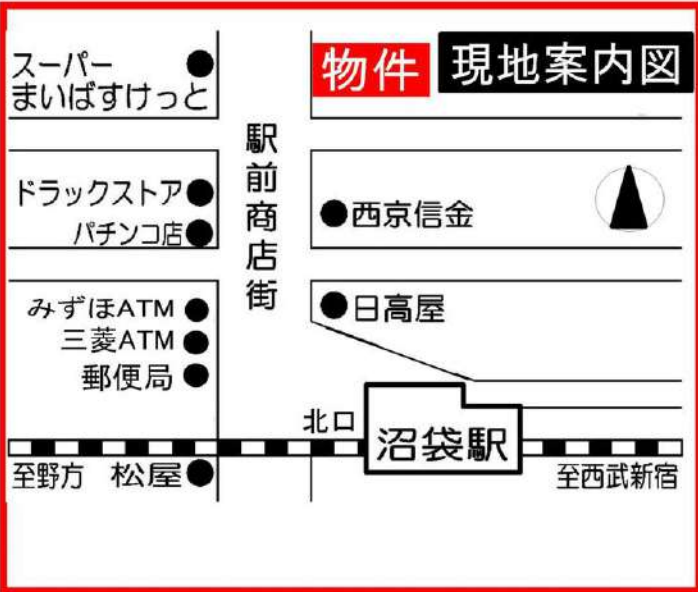 物件 現地案内図
スーパー
まいばすけっと
駅前商店街
ドラックストア
パチンコ店
西京信金
みずほATM
三菱ATM
郵便局
日高屋
北口
沼袋駅
至野方
松屋
至西武新宿